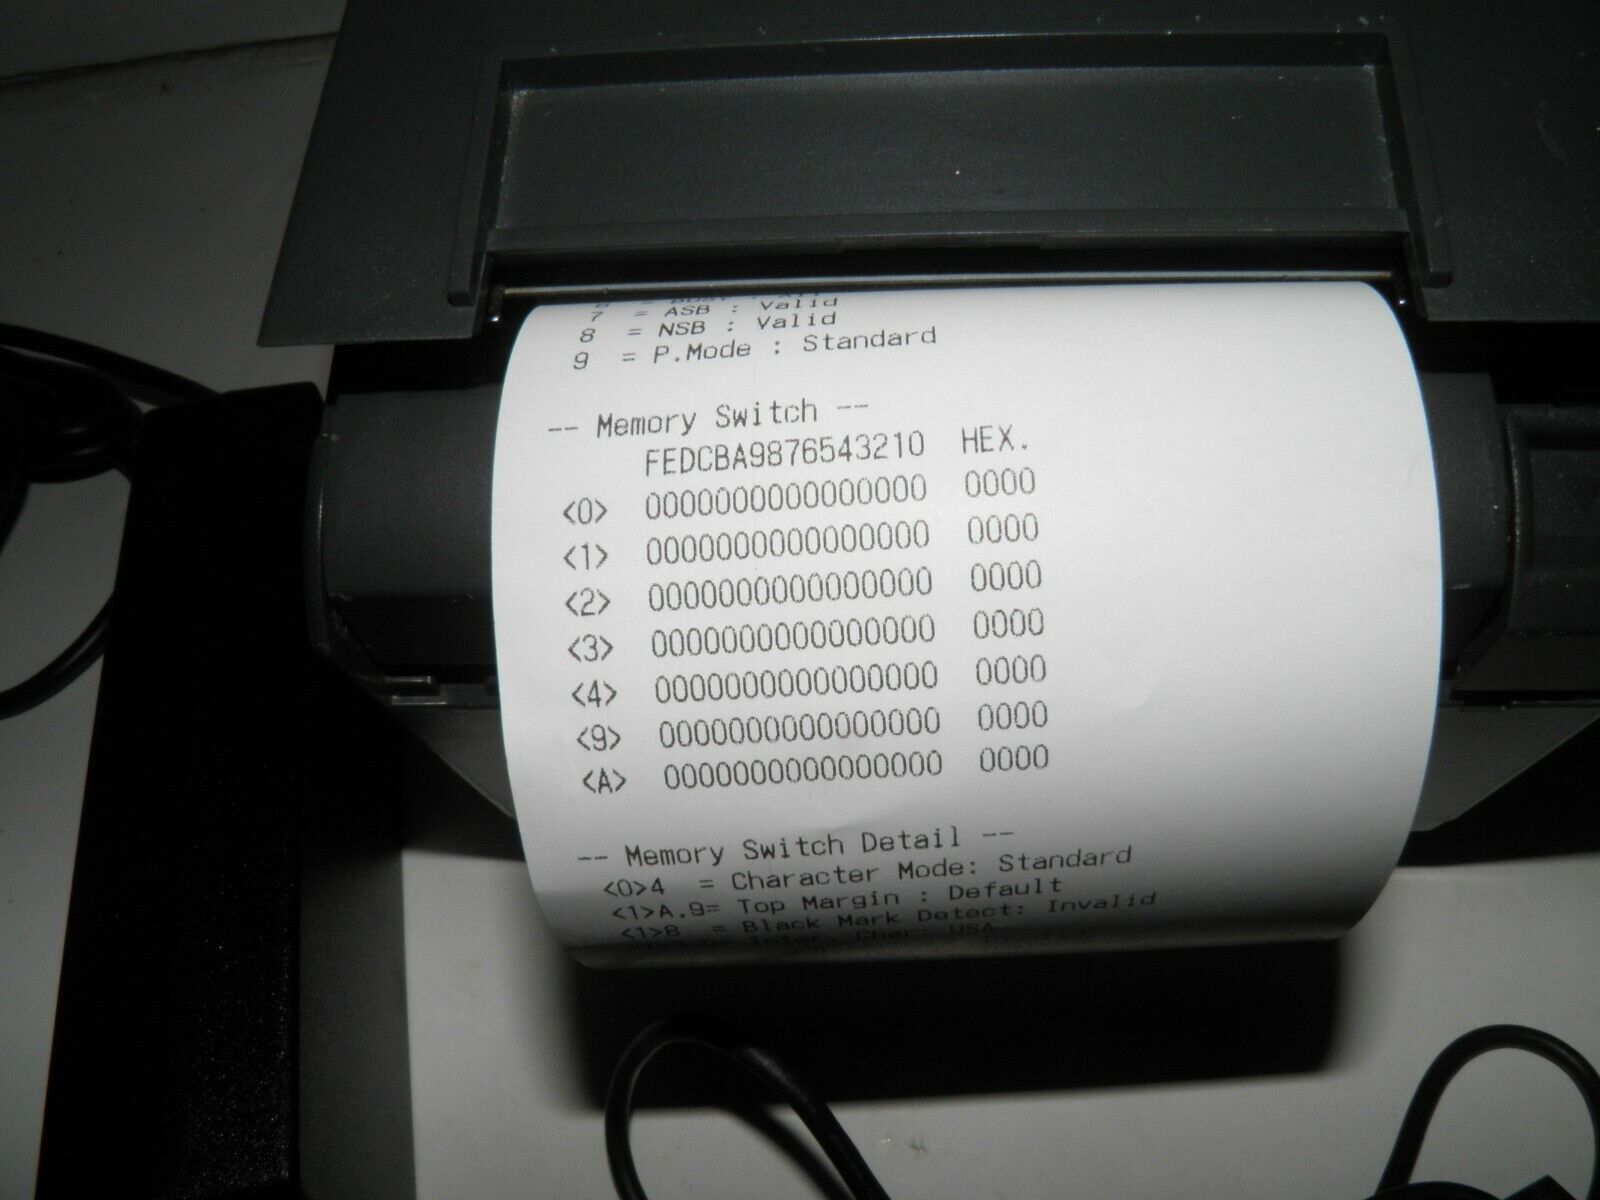 7 = ASB : Valid
8 = NSB : Valid
9 = P.Mode : Standard
-- Memory Switch --
FEDCBA9876543210 HEX.
<0> 0000000000000000 0000
<1> 0000000000000000 0000
<2> 0000000000000000 0000
<3> 0000000000000000 0000
<4> 0000000000000000 0000
<9> 0000000000000000 0000
<A> 0000000000000000 0000
-- Memory Switch Detail --
<0>4 = Character Mode: Standard
<1>A,9= Top Margin : Default
<1>8 = Black Mark Detect: Invalid
Char: USA